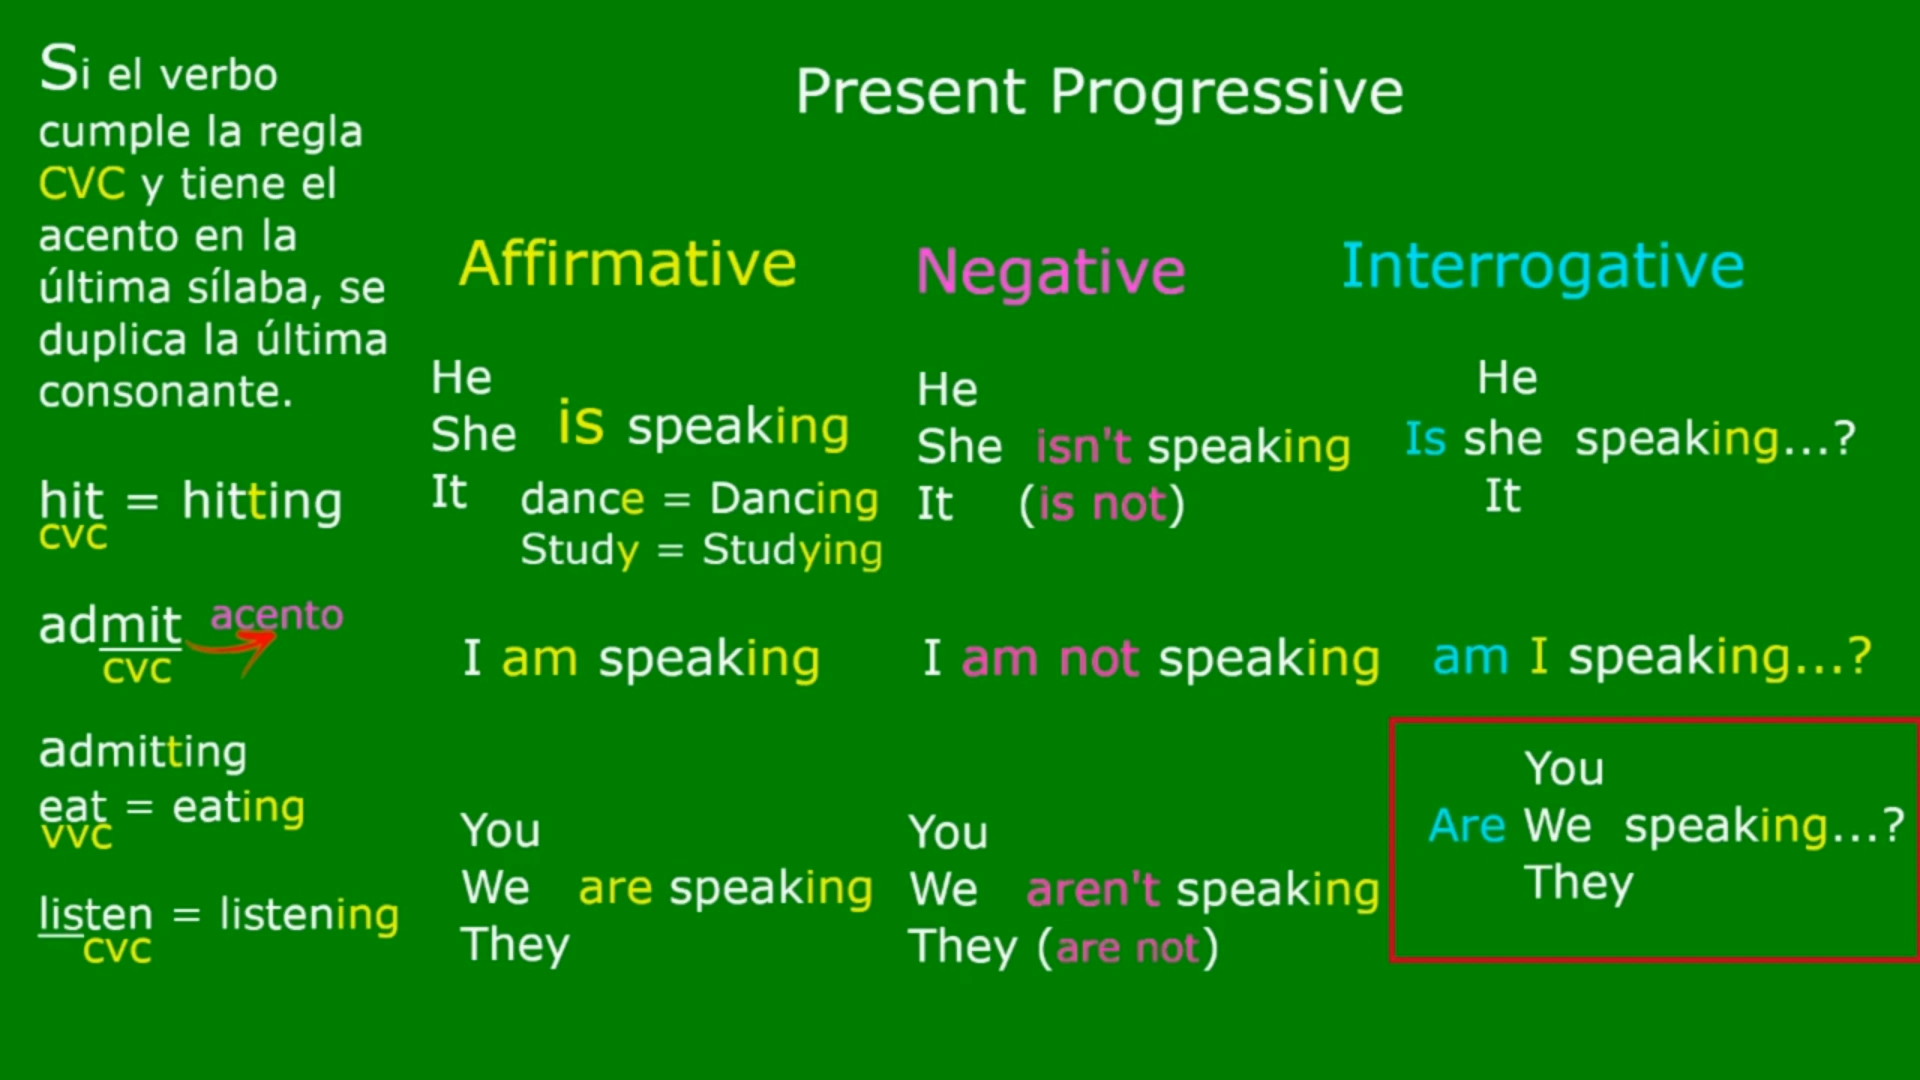 Si el verbo
cumple la regla
CVC y tiene el
acento en la
última sílaba, se
duplica la última
consonante.
hit = hitting
cvc
admit acento
cvc
admitting
eat = eating
vvc
listen = listening
cvc
Present Progressive
Affirmative
He
She is speaking
It
dance = Dancing
Study = Studying
I am speaking
You
We are speaking
They
Negative
He
She isn't speaking
It (is not)
I am not speaking
You
We aren't speaking
They (are not)
Interrogative
He
Is she speaking...?
It
am I speaking...?
You
Are We speaking...?
They